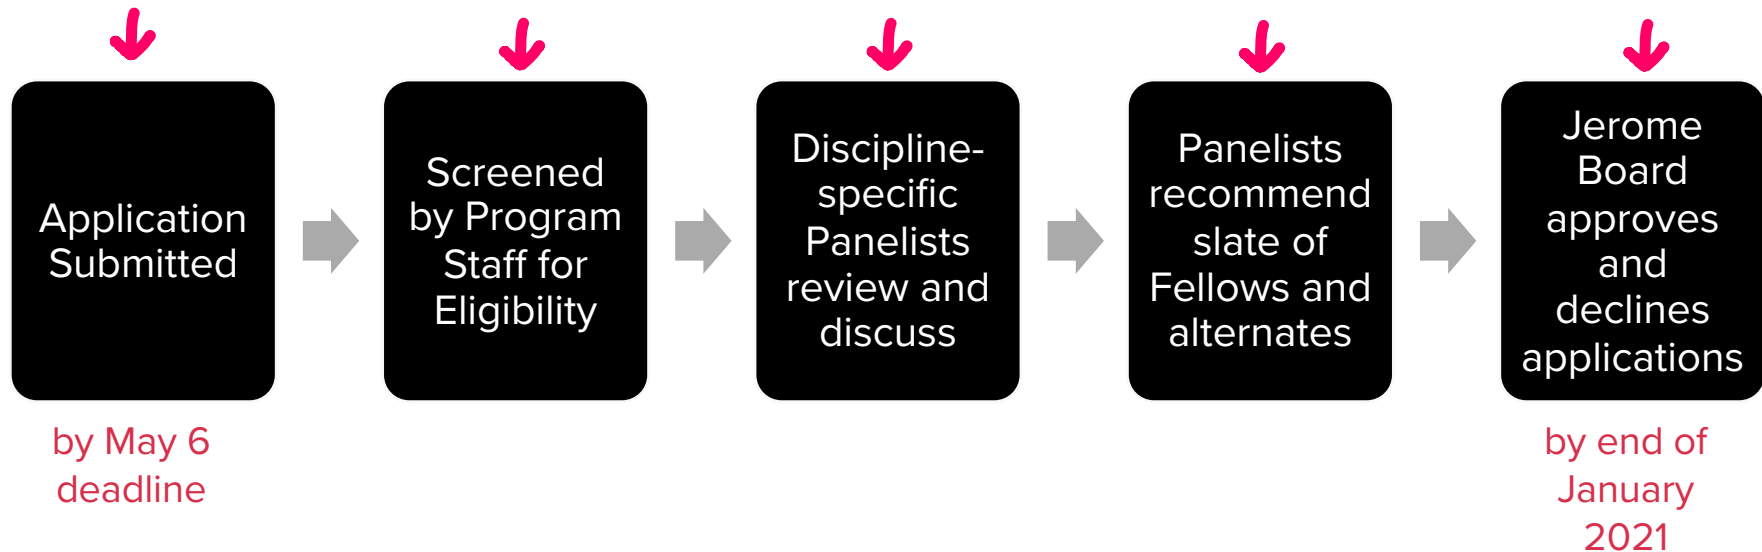 Application
Submitted
by May 6
deadline
Screened
by Program
Staff for
Eligibility
Discipline-
specific
Panelists
review and
discuss
Panelists
recommend
slate of
Fellows and
alternates
Jerome
Board
approves
and
declines
applications
by end of
January
2021